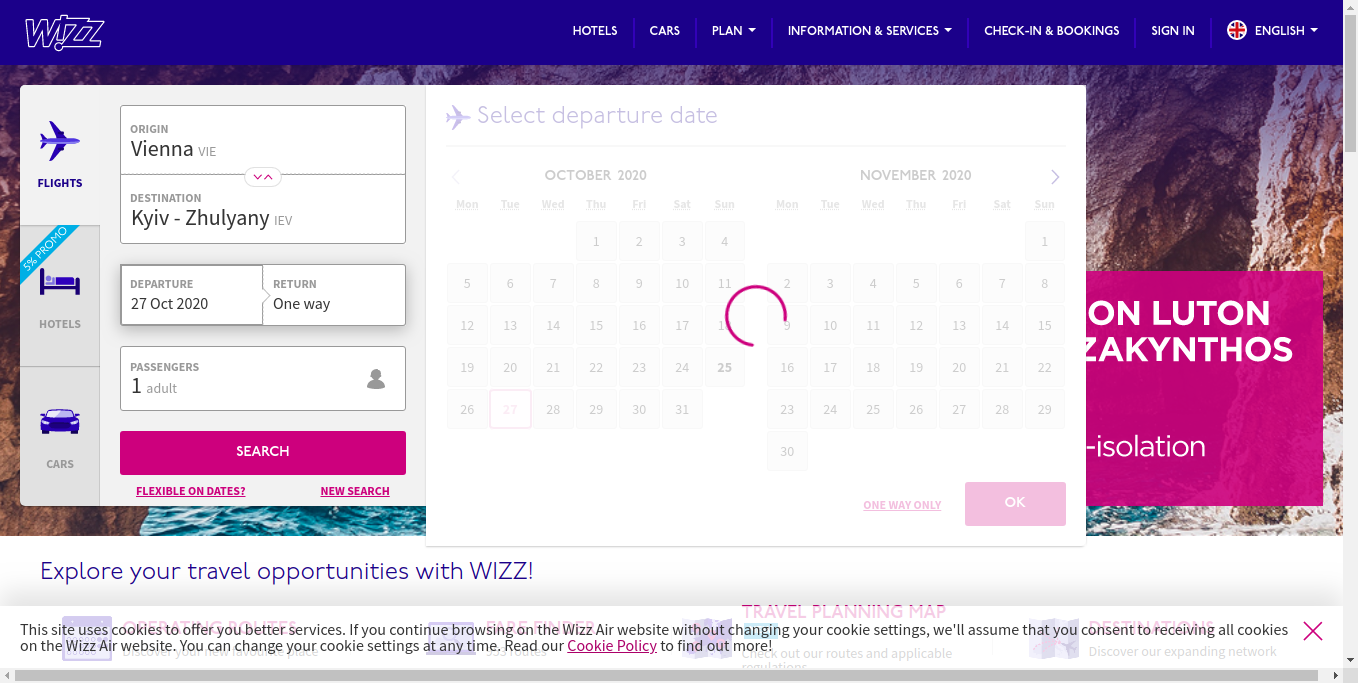 WIZZ
HOTELS
CARS
PLAN
INFORMATION & SERVICES
CHECK-IN & BOOKINGS
SIGN IN
ENGLISH
FLIGHTS
5% PROMO
HOTELS
CARS
ORIGIN
Vienna VIE
DESTINATION
Kyiv - Zhulyany IEV
DEPARTURE
27 Oct 2020
RETURN
One way
PASSENGERS
1 adult
SEARCH
FLEXIBLE ON DATES?
NEW SEARCH
Select departure date
OCTOBER 2020
Mon Tue Wed Thu Fri Sat Sun
1 2 3 4
5 6 7 8 9 10 11
12 13 14 15 16 17
19 20 21 22 23 24 25
26 27 28 29 30 31
NOVEMBER 2020
Mon Tue Wed Thu Fri Sat Sun
1
2 3 4 5 6 7 8
9 10 11 12 13 14 15
16 17 18 19 20 21 22
23 24 25 26 27 28 29
30
ONE WAY ONLY
OK
ON LUTON
ZAKYNTHOS
-isolation
Explore your travel opportunities with WIZZ!
OPERATING ROUTES
Discover your new favourite place
FARE FINDER
routes
TRAVEL PLANNING MAP
Check out our routes and applicable
regulations
DESTINATIONS
Discover our expanding network
This site uses cookies to offer you better services. If you continue browsing on the Wizz Air website without changing your cookie settings, we'll assume that you consent to receiving all cookies
on the Wizz Air website. You can change your cookie settings at any time. Read our Cookie Policy to find out more!